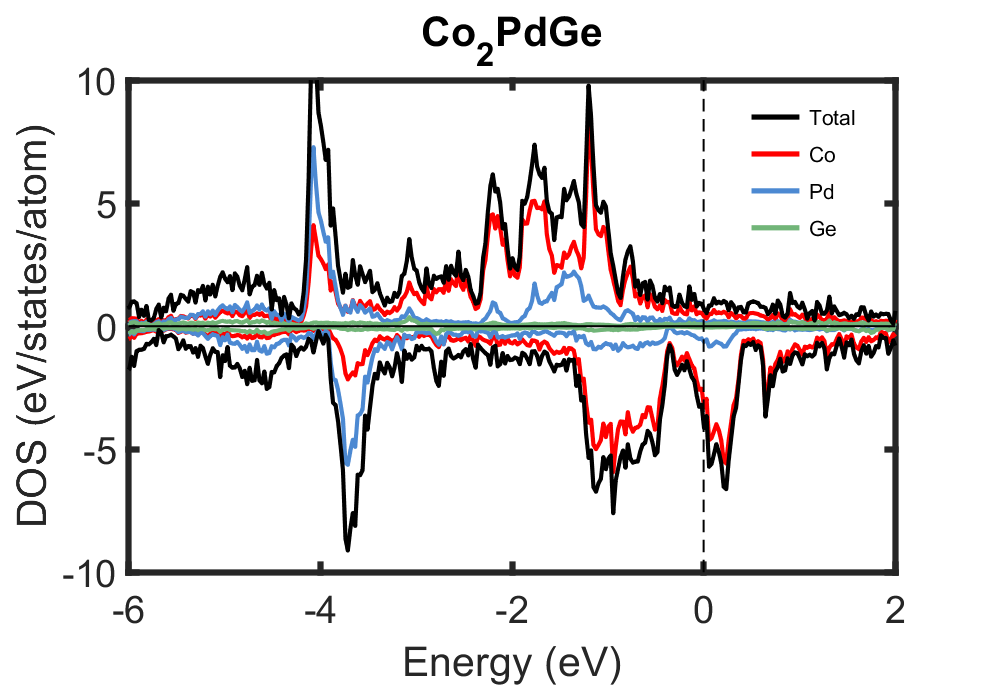 Co₂PdGe
10
5
0
-5
-10
DOS (eV/states/atom)
Total
Co
Pd
Ge
-6
-4
-2
0
2
Energy (eV)